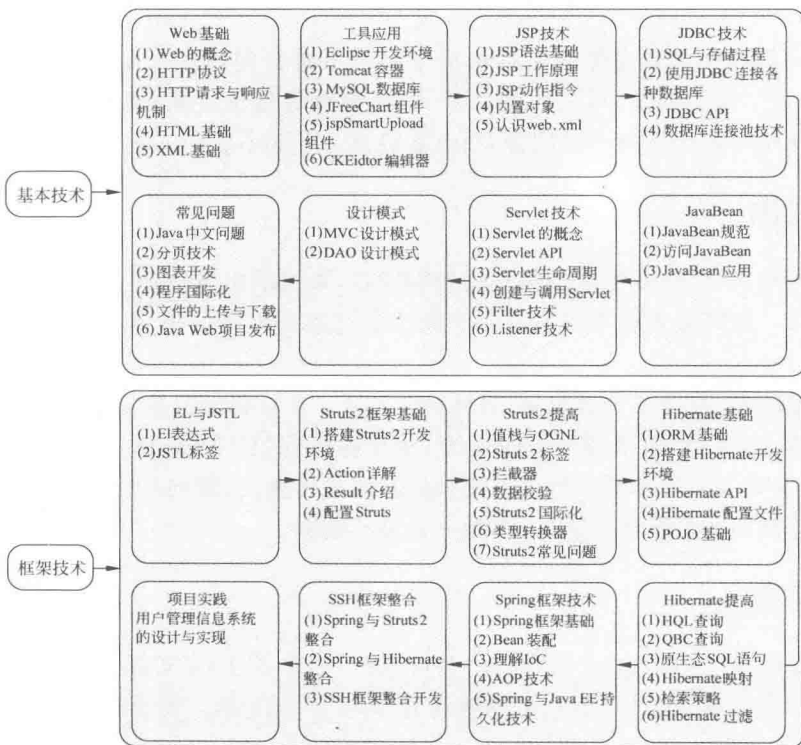 Web基础
(1) Web的概念
(2) HTTP协议
(3) HTTP请求与响应
机制
(4) HTML基础
(5) XML基础
工具应用
(1) Eclipse开发环境
(2) Tomcat容器
(3) MySQL数据库
(4) JFreeChart组件
(5) jspSmartUpload
组件
(6) CKEidtor编辑器
JSP技术
(1) JSP语法基础
(2) JSP工作原理
(3) JSP动作指令
(4) 内置对象
(5) 认识web.xml
JDBC技术
(1) SQL与存储过程
(2) 使用JDBC连接各
种数据库
(3) JDBC API
(4) 数据库连接池技术
基本技术
常见问题
(1) Java中文问题
(2) 分页技术
(3) 图表开发
(4) 程序国际化
(5) 文件的上传与下载
(6) Java Web项目发布
设计模式
(1) MVC设计模式
(2) DAO设计模式
Servlet技术
(1) Servlet的概念
(2) Servlet API
(3) Servlet生命周期
(4) 创建与调用Servlet
(5) Filter技术
(6) Listener技术
JavaBean
(1) JavaBean规范
(2) 访问JavaBean
(3) JavaBean应用
EL与JSTL
(1) El表达式
(2) JSTL标签
Struts2框架基础
(1) 搭建Struts2开发
环境
(2) Action详解
(3) Result介绍
(4) 配置Struts
Struts2提高
(1) 值栈与OGNL
(2) Struts 2标签
(3) 拦截器
(4) 数据校验
(5) Struts2国际化
(6) 类型转换器
(7) Struts2常见问题
Hibernate基础
(1) ORM基础
(2) 搭建Hibernate开发
环境
(3) Hibernate API
(4) Hibernate配置文件
(5) POJO基础
框架技术
项目实践
用户管理信息系统
的设计与实现
SSH框架整合
(1) Spring与Struts2
整合
(2) Spring与Hibernate
整合
(3) SSH框架整合开发
Spring框架技术
(1) Spring框架基础
(2) Bean装配
(3) 理解IoC
(4) AOP技术
(5) Spring与Java EE持
久化技术
Hibernate提高
(1) HQL查询
(2) QBC查询
(3) 原生态SQL语句
(4) Hibernate映射
(5) 检索策略
(6) Hibernate过滤